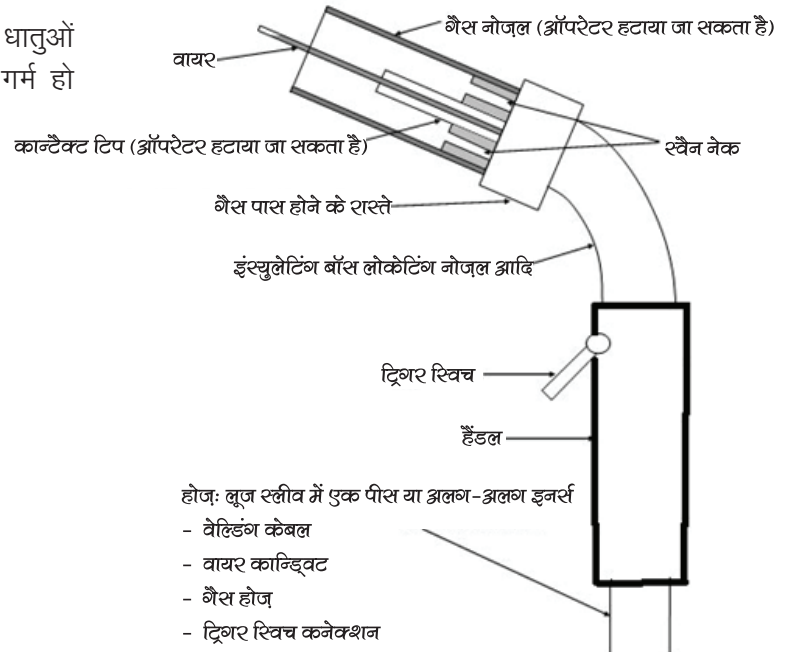 धातुओं
गर्म हो
गैस नोज़ल (ऑपरेटर हटाया जा सकता है)
वायर
कान्टैक्ट टिप (ऑपरेटर हटाया जा सकता है)
स्वैन नेक
गैस पास होने के रास्ते
इंस्युलेटिंग बॉस लोकेटिंग नोज़ल आदि
ट्रिगर स्विच
हैंडल
होज़ः लूज स्लीव में एक पीस या अलग-अलग इनर्स
- वेल्डिंग केबल
- वायर कान्ड्विट
- गैस होज़
- ट्रिगर स्विच कनेक्शन